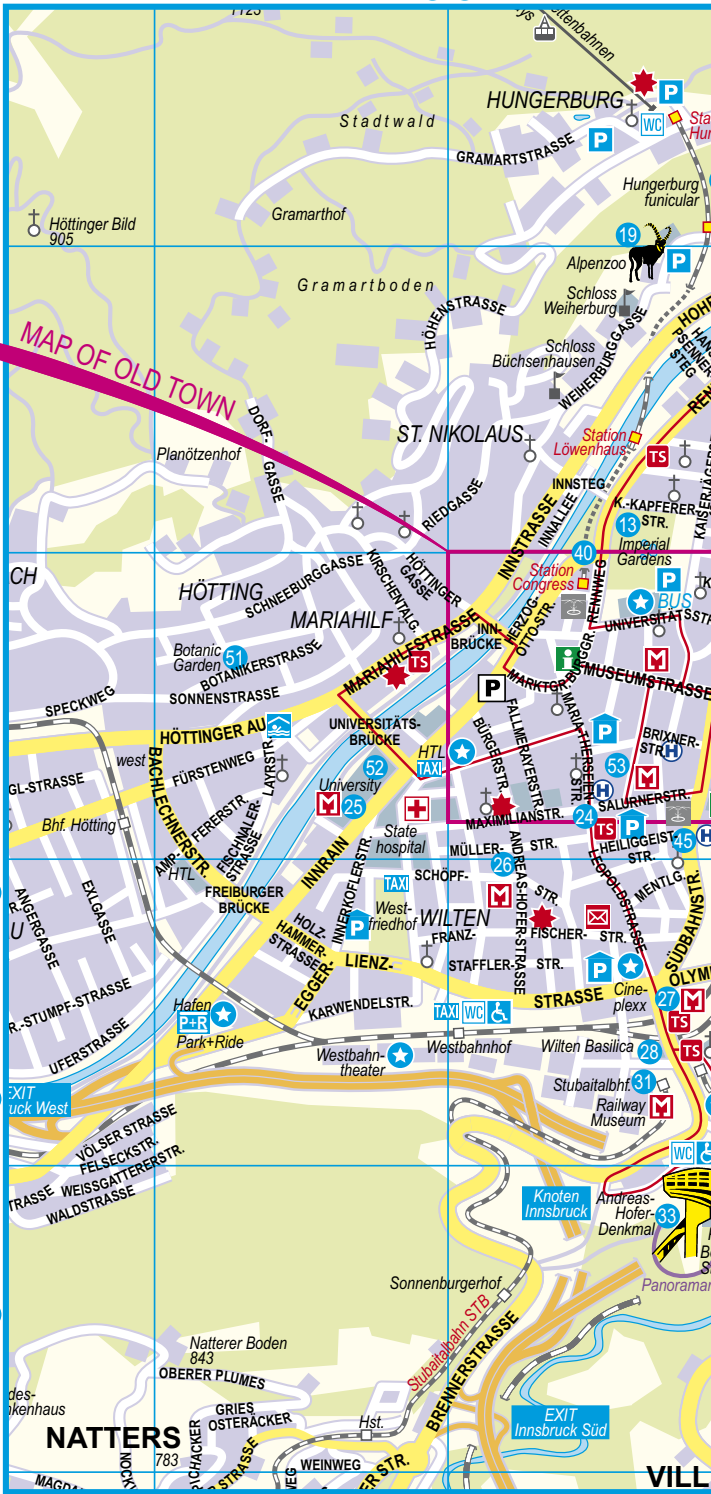 HUNGERBURG
P
WC
Stadtwald
GRAMARTSTRASSE
P
Hungerburg
funicular
Gramarthof
Höttinger Bild
905
19
Alpenzoo
P
Gramartboden
Schloss
Weiherburg
HÖHENSTRASSE
Schloss
Büchsenhausen
WEIHERBURGGASSE
MAP OF OLD TOWN
DORF-
GASSE
ST. NIKOLAUS
Station
Löwenhaus
TS
Planötzenhof
INNSTEG
K.-KAPFERER-
STR.
RIEDGASSE
INNSTRASSE
INNALLEE
13
Imperial
Gardens
40
Station
Congress
RENNWEG
P
BUS
CH
HÖTTING
SCHNEEBURGGASSE
KIRSCHENTALG.
HÖTTINGER
GASSE
MARIAHILF
HERZOG-
OTTO-STR.
INN-
BRÜCKE
UNIVERSITÄTSSTR
Botanic
Garden
51
BOTANIKERSTRASSE
MARIAHILFSTRASSE
TS
MARKTGR.
BURGGR.
MUSEUMSTRASSE
SPECKWEG
SONNENSTRASSE
P
HÖTTINGER AU
UNIVERSITÄTS-
BRÜCKE
HTL
TAXI
BÜRGERSTR.
FALLMERAYERSTR.
MARIA-THERESIEN-
STR.
BRIXNER-
STR.
H
53
west
GL-STRASSE
BACHLECHNERSTR.
FÜRSTENWEG
LAYRSTR.
52
University
25
H
SALURNERSTR.
Bhf. Hötting
AMP-
FERERSTR.
FISCHNALER-
STRASSE
State
hospital
MAXIMILIANSTR.
24
TS
HEILIGGEIST-
STR.
45
H
HTL
INNRAIN
MÜLLER-
STR.
26
SCHÖPF-
STR.
MENTLG.
FREIBURGER
BRÜCKE
INNERKOFLERSTR.
TAXI
West-
friedhof
WILTEN
ANDREAS-HOFER-STRASSE
LEOPOLDSTRASSE
SÜDBAHNSTR.
ANGERGASSE
EXLGASSE
U
HOLZ-
HAMMER-
STRASSE
P
FRANZ-
FISCHER-
STR.
EGGER-
LIENZ-
STRASSE
STAFFLER-
STR.
P
Cine-
plexx
27
R.-STUMPF-STRASSE
Hafen
P+R
Park+Ride
KARWENDELSTR.
TAXI
WC
TS
UFERSTRASSE
Westbahn-
theater
Westbahnhof
Wilten Basilica
28
TS
EXIT
Stubaitalbhf.
31
Railway
Museum
VÖLSER STRASSE
FELSECKSTR.
WEISSGATTERERSTR.
WALDSTRASSE
WC
Knoten
Innsbruck
Andreas-
Hofer-
Denkmal
33
Sonnenburgerhof
Stubaitalbahn STB
BRENNERSTRASSE
Natterer Boden
843
OBERER PLUMES
EXIT
Innsbruck Süd
GRIES
OSTERÄCKER
Hst.
NATTERS
783
WEINWEG
VILL